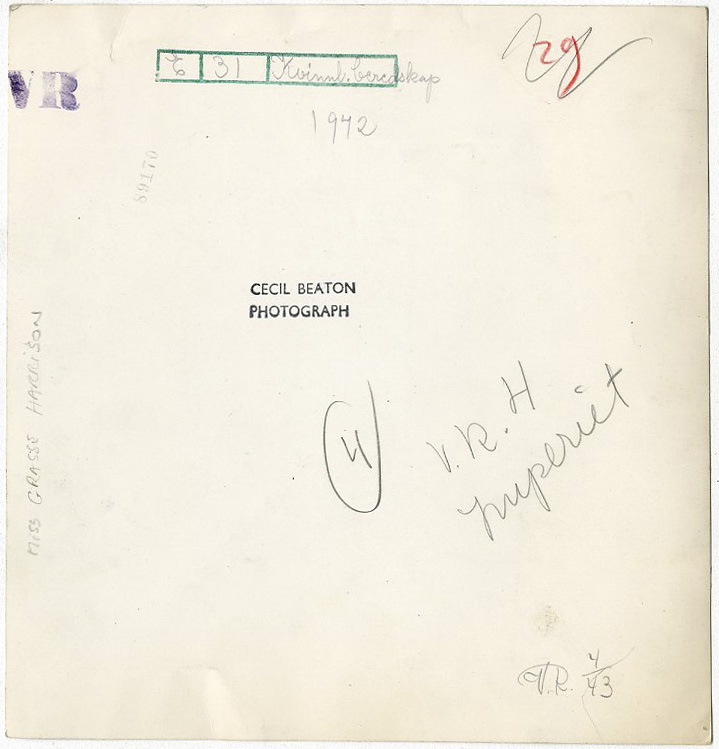 VR
E 31 Kvinnl. beredskap
29
1942
89170
CECIL BEATON
PHOTOGRAPH
MISS GRASSE HARRISON
4
V.R.H
Imperiet
V.R. 4/43